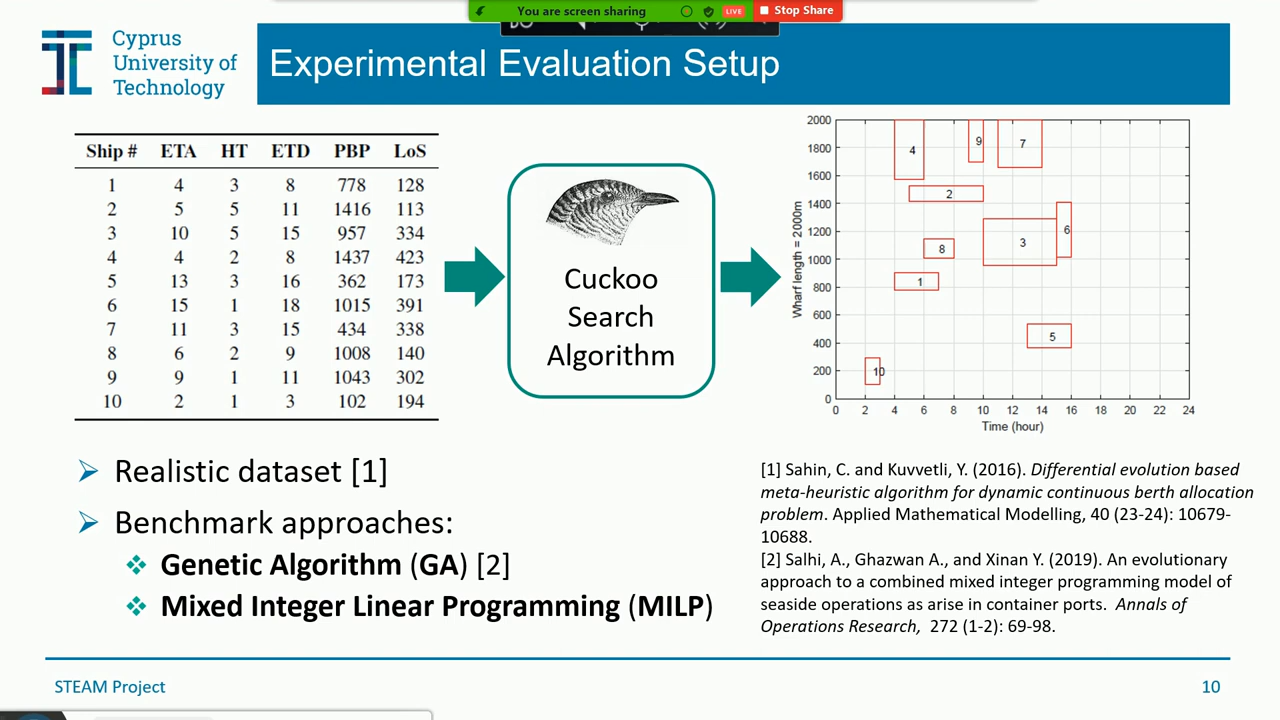 You are screen sharing
LIVE
Stop Share
Cyprus
University of
Technology
Experimental Evaluation Setup
Ship # ETA HT ETD PBP LoS
1 4 3 8 778 128
2 5 5 11 1416 113
3 10 5 15 957 334
4 4 2 8 1437 423
5 13 3 16 362 173
6 15 1 18 1015 391
7 11 3 15 434 338
8 6 2 9 1008 140
9 9 1 11 1043 302
10 2 1 3 102 194
Cuckoo
Search
Algorithm
Wharf length = 2000m
2000
1800
1600
1400
1200
1000
800
600
400
200
0
4
9
7
2
3
6
8
1
5
10
0 2 4 6 8 10 12 14 16 18 20 22 24
Time (hour)
Realistic dataset [1]
Benchmark approaches:
Genetic Algorithm (GA) [2]
Mixed Integer Linear Programming (MILP)
[1] Sahin, C. and Kuvvetli, Y. (2016). Differential evolution based
meta-heuristic algorithm for dynamic continuous berth allocation
problem. Applied Mathematical Modelling, 40 (23-24): 10679-
10688.
[2] Salhi, A., Ghazwan A., and Xinan Y. (2019). An evolutionary
approach to a combined mixed integer programming model of
seaside operations as arise in container ports. Annals of
Operations Research, 272 (1-2): 69-98.
STEAM Project
10